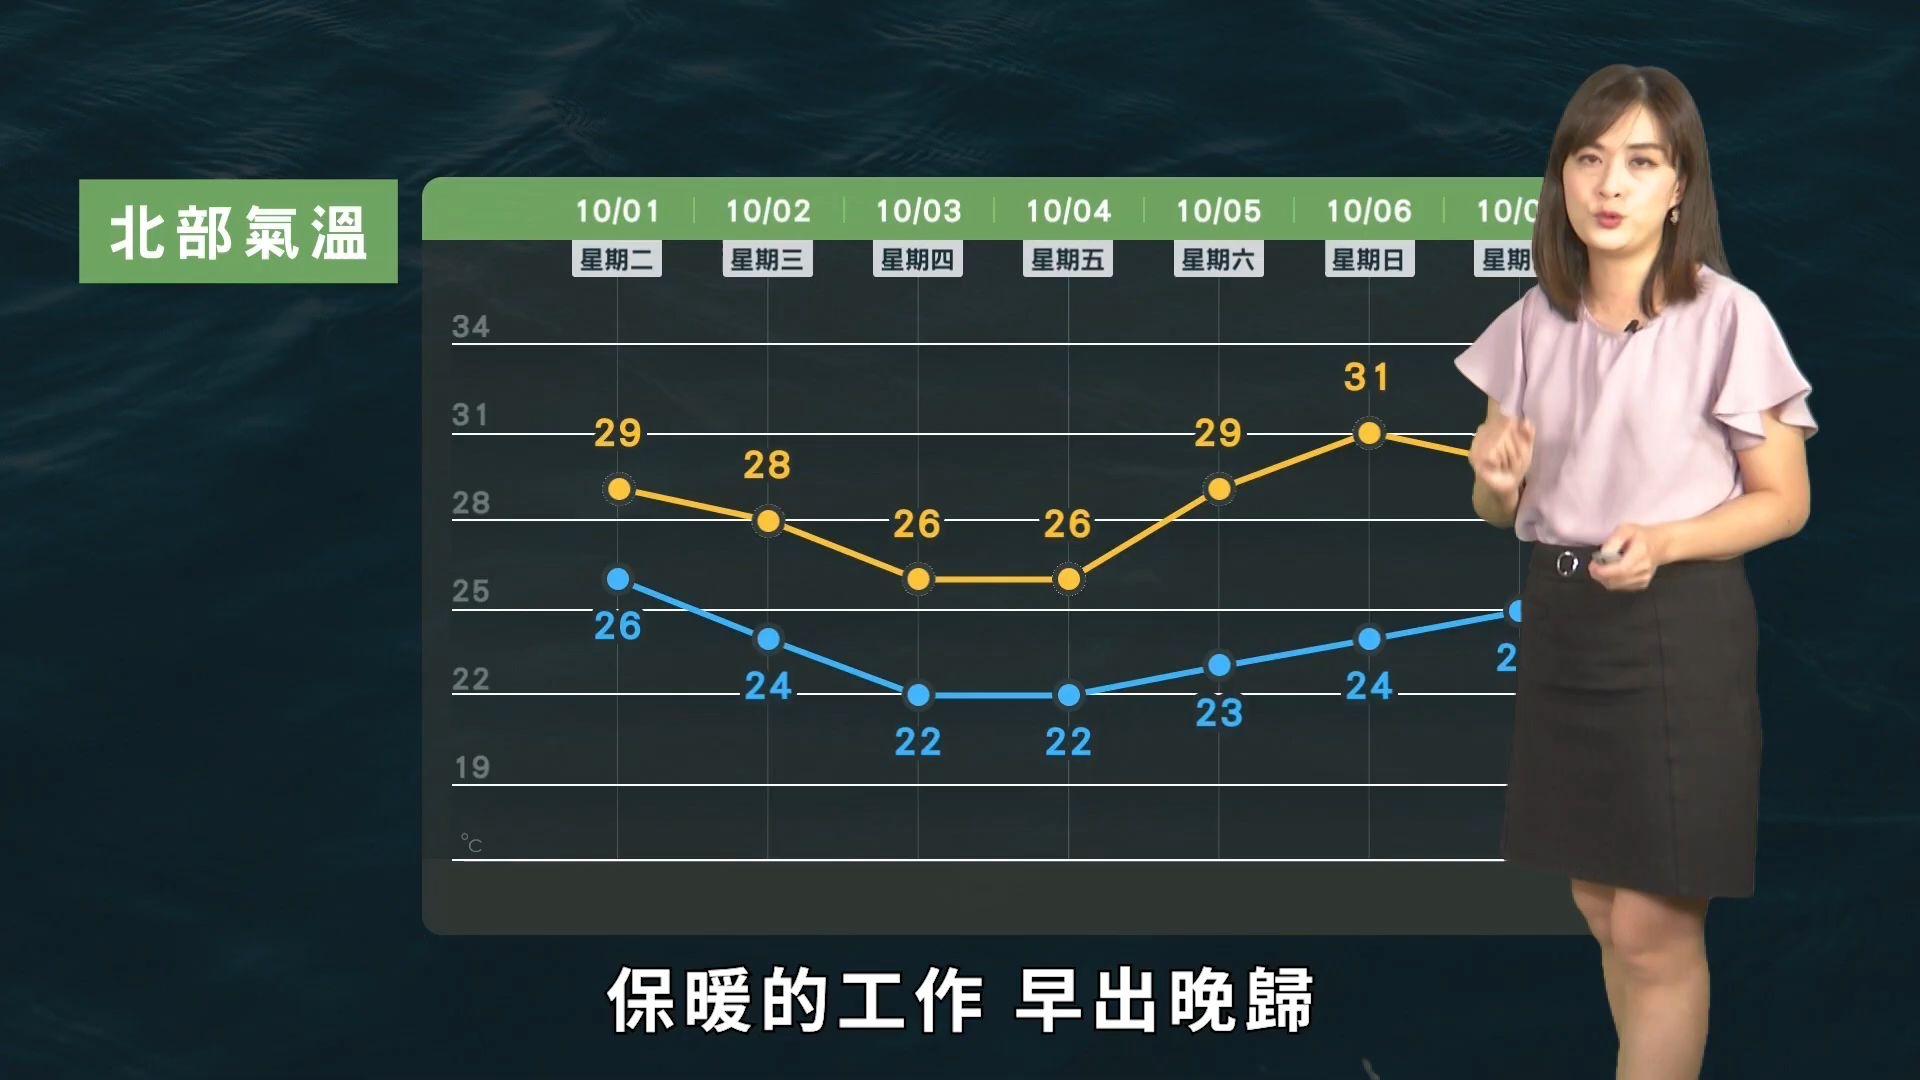 北部氣溫
10/01 10/02 10/03 10/04 10/05 10/06
星期二 星期三 星期四 星期五 星期六 星期日
34
31
28
25
22
19
°C
29 28 26 26 29 31
26 24 22 22 23 24
保暖的工作 早出晚歸